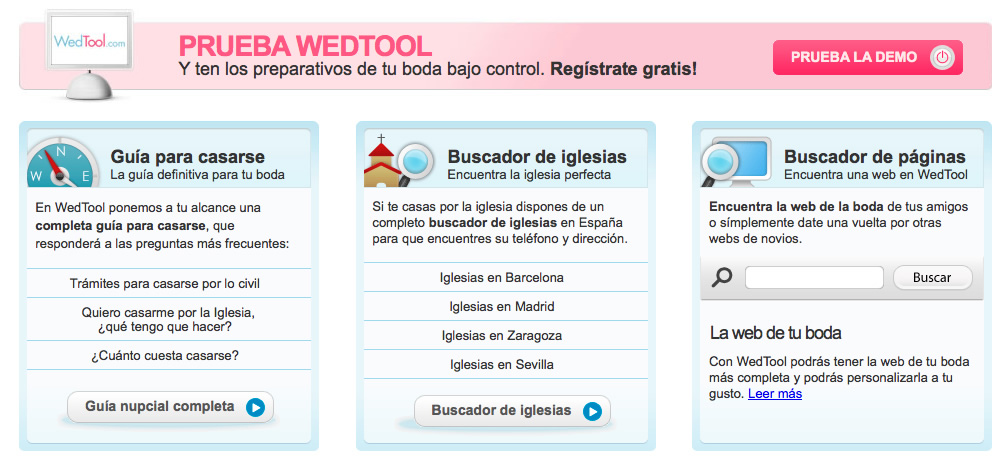 WedTool.com
PRUEBA WEDTOOL
Y ten los preparativos de tu boda bajo control. Regístrate gratis!
PRUEBA LA DEMO
N
W E
Guía para casarse
La guía definitiva para tu boda
En WedTool ponemos a tu alcance una
completa guía para casarse, que
responderá a las preguntas más frecuentes:
Trámites para casarse por lo civil
Quiero casarme por la Iglesia,
¿qué tengo que hacer?
¿Cuánto cuesta casarse?
Guía nupcial completa
Buscador de iglesias
Encuentra la iglesia perfecta
Si te casas por la iglesia dispones de un
completo buscador de iglesias en España
para que encuentres su teléfono y dirección.
Iglesias en Barcelona
Iglesias en Madrid
Iglesias en Zaragoza
Iglesias en Sevilla
Buscador de iglesias
Buscador de páginas
Encuentra una web en WedTool
Encuentra la web de la boda de tus amigos
o símplemente date una vuelta por otras
webs de novios.
Buscar
La web de tu boda
Con WedTool podrás tener la web de tu boda
más completa y podrás personalizarla a tu
gusto. Leer más